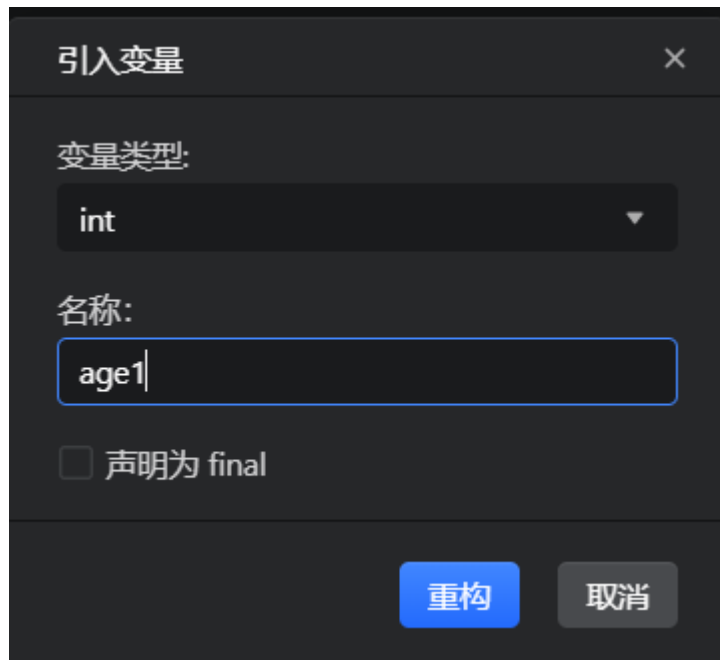 引入变量
变量类型:
int
名称:
age1
声明为 final
重构 取消